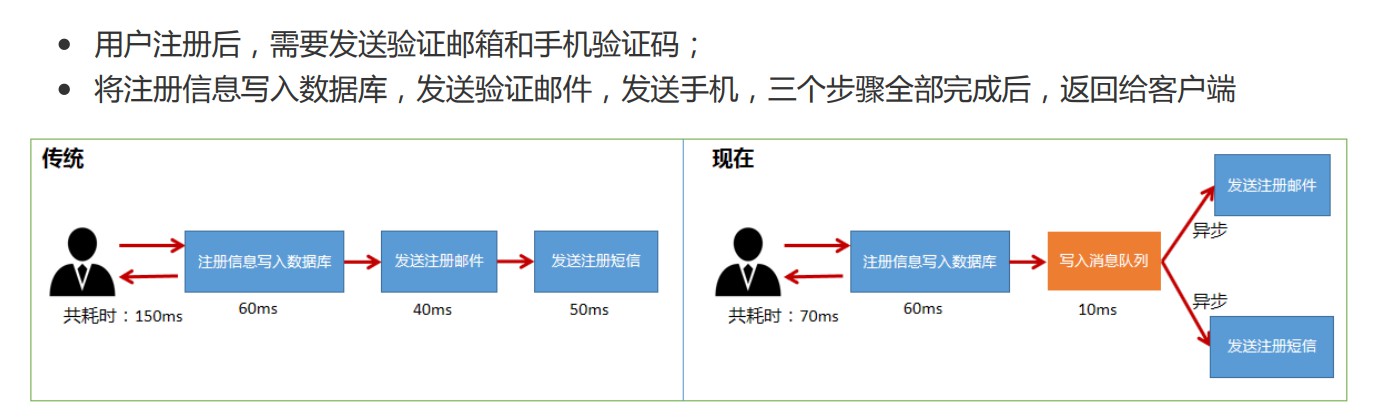 用户注册后，需要发送验证邮箱和手机验证码；
将注册信息写入数据库，发送验证邮件，发送手机，三个步骤全部完成后，返回给客户端
传统
注册信息写入数据库
发送注册邮件
发送注册短信
共耗时：150ms
60ms
40ms
50ms
现在
发送注册邮件
异步
注册信息写入数据库
写入消息队列
异步
共耗时：70ms
60ms
10ms
发送注册短信